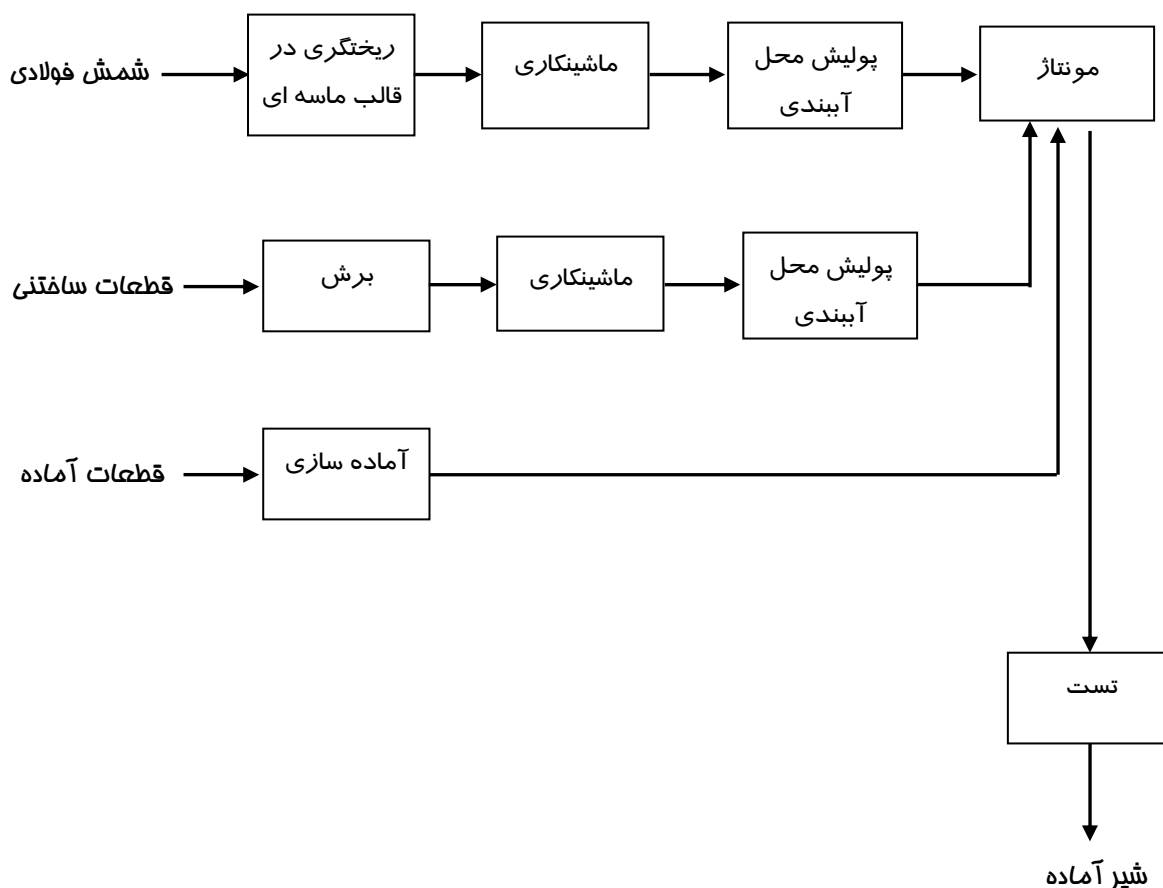 شمش فولادی
ریختگری در
قالب ماسه ای
ماشینکاری
پولیش محل
آببندی
مونتاژ
قطعات ساختنی
برش
ماشینکاری
پولیش محل
آببندی
قطعات آماده
آماده سازی
تست
شیر آماده